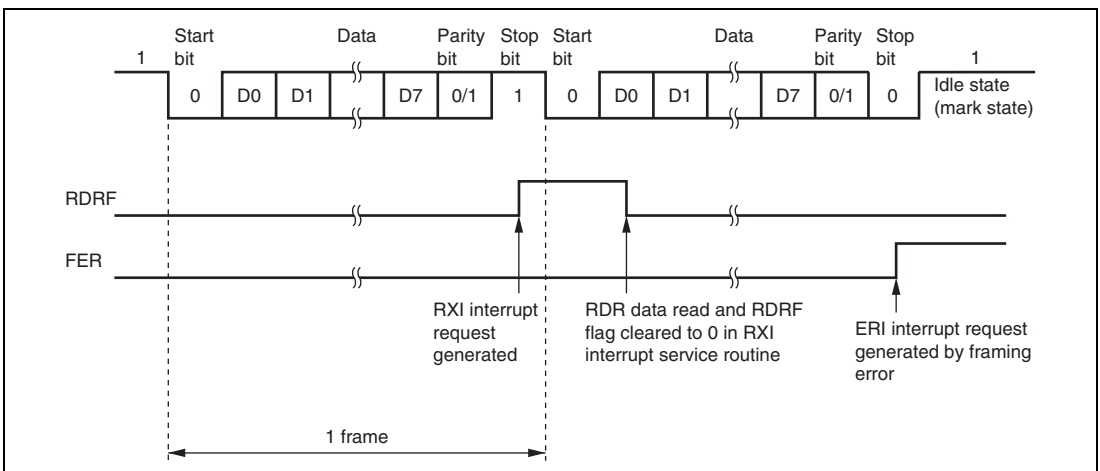 Start Data Parity Stop Start Data Parity Stop
1 bit bit bit bit bit bit 1
0 D0 D1 D7 0/1 1 0 D0 D1 D7 0/1 0 Idle state
(mark state)
RDRF
FER
RXI interrupt
request
generated
RDR data read and RDRF
flag cleared to 0 in RXI
interrupt service routine
ERI interrupt request
generated by framing
error
1 frame